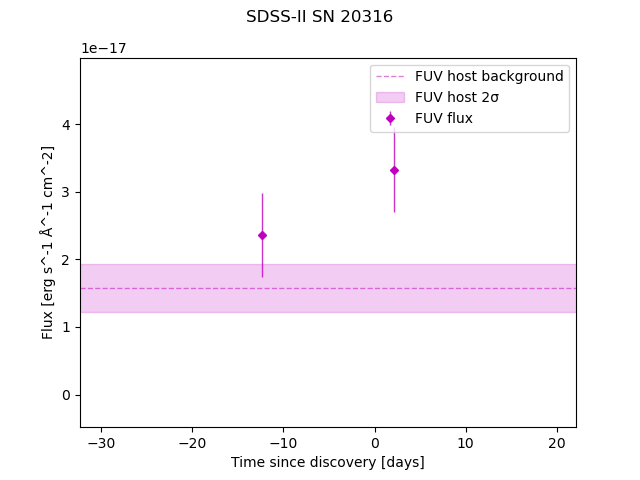 SDSS-II SN 20316
1e−17
FUV host background
FUV host 2σ
FUV flux
4
3
2
1
0
Flux [erg s^-1 Å^-1 cm^-2]
−30
−20
−10
0
10
20
Time since discovery [days]